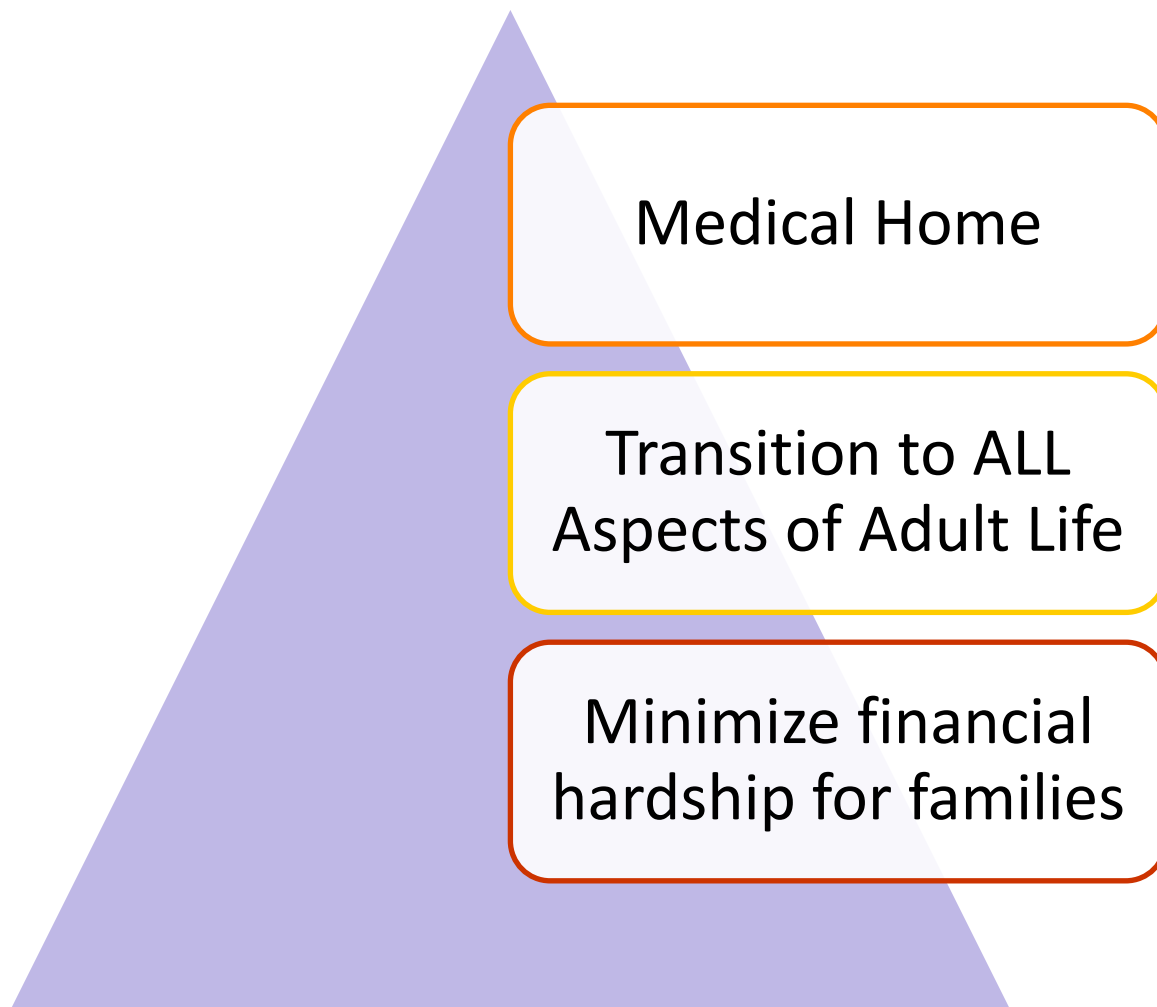 Medical Home
Transition to ALL
Aspects of Adult Life
Minimize financial
hardship for families